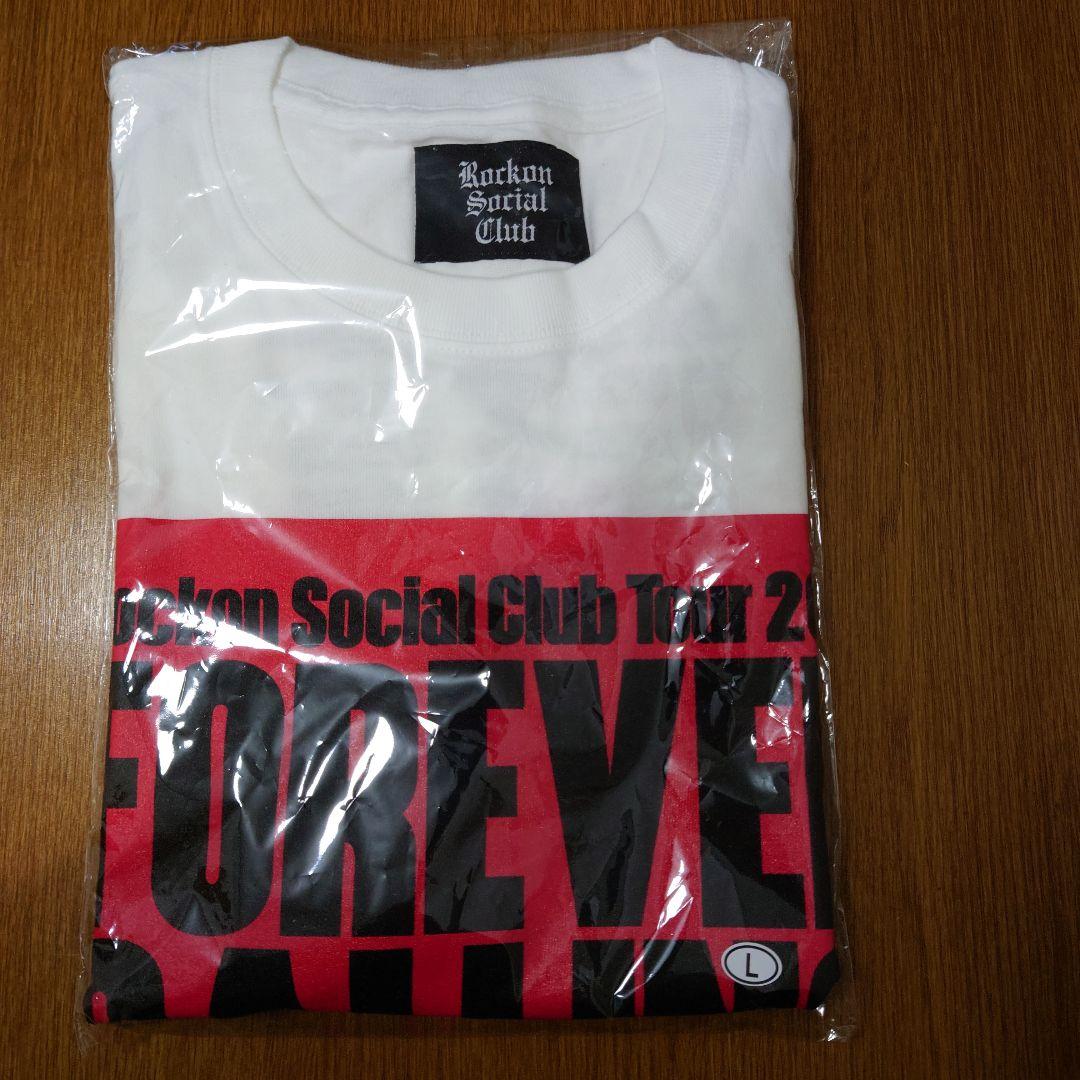 Rockon
Social
Club
ockon Social Club Tour 2
FOREVE
L